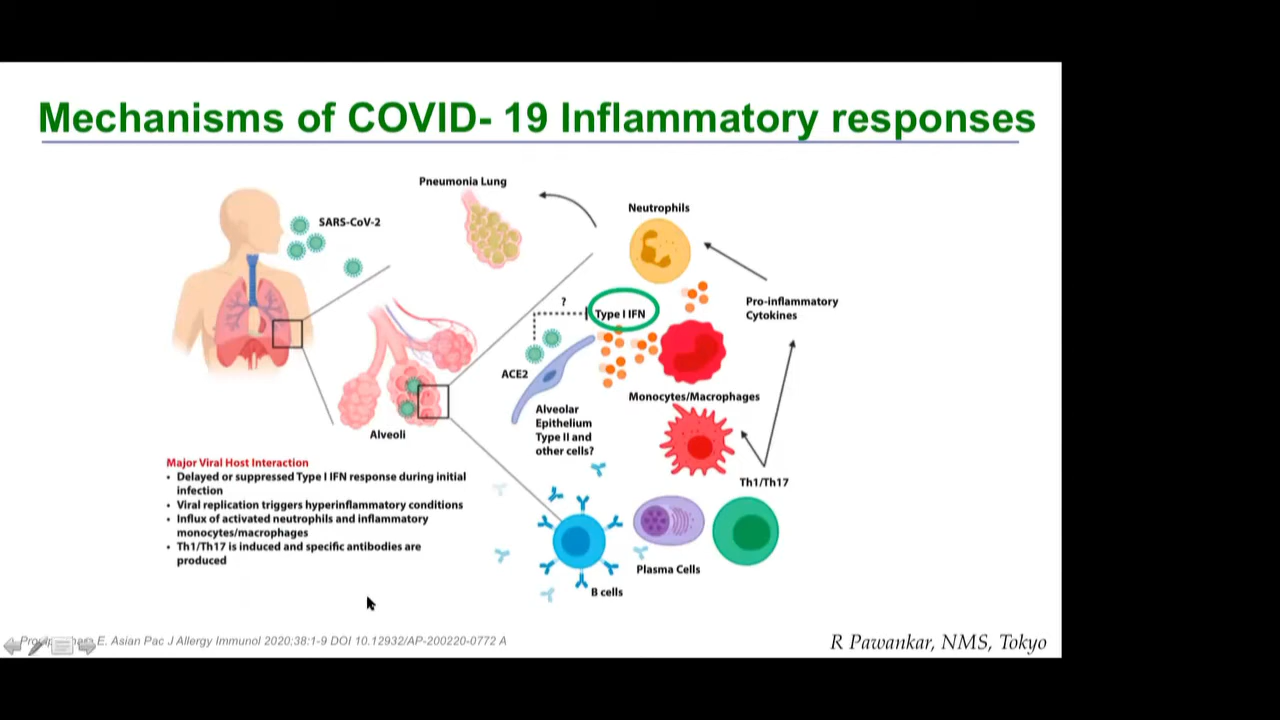 Mechanisms of COVID- 19 Inflammatory responses
Pneumonia Lung
SARS-CoV-2
Neutrophils
Pro-inflammatory
Cytokines
?
Type I IFN
ACE2
Monocytes/Macrophages
Alveolar
Epithelium
Type II and
other cells?
Alveoli
Major Viral Host Interaction
• Delayed or suppressed Type I IFN response during initial
infection
• Viral replication triggers hyperinflammatory conditions
• Influx of activated neutrophils and inflammatory
monocytes/macrophages
• Th1/Th17 is induced and specific antibodies are
produced
Th1/Th17
Plasma Cells
B cells
E. Asian Pac J Allergy Immunol 2020;38:1-9 DOI 10.12932/AP-200220-0772 A
R Pawankar, NMS, Tokyo